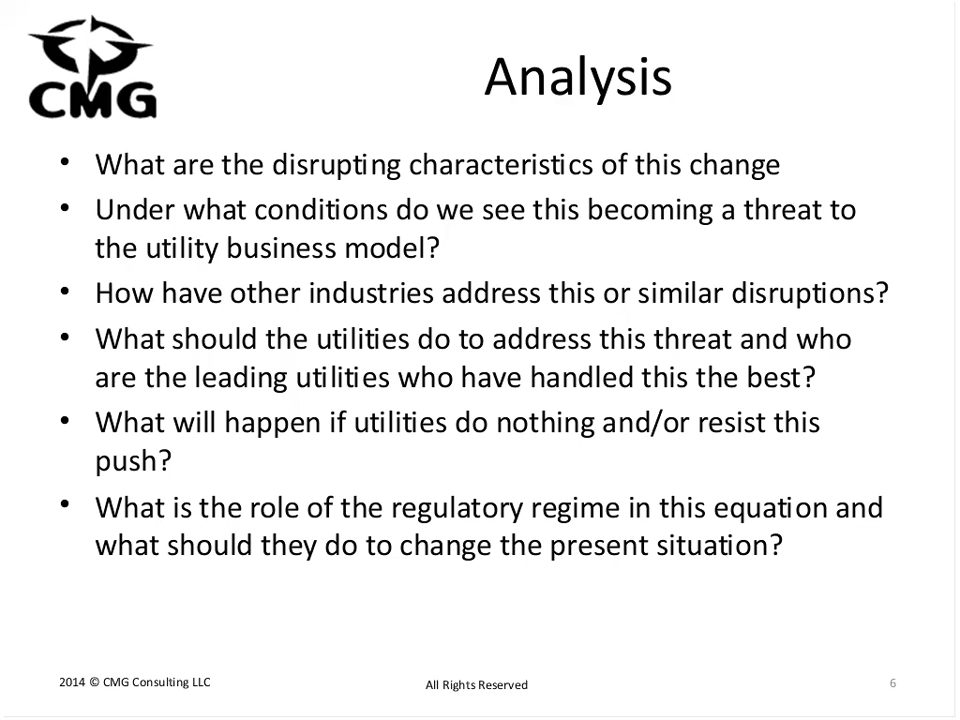 CMG
Analysis
• What are the disrupting characteristics of this change
• Under what conditions do we see this becoming a threat to
the utility business model?
• How have other industries address this or similar disruptions?
• What should the utilities do to address this threat and who
are the leading utilities who have handled this the best?
• What will happen if utilities do nothing and/or resist this
push?
• What is the role of the regulatory regime in this equation and
what should they do to change the present situation?
2014 © CMG Consulting LLC
All Rights Reserved
6